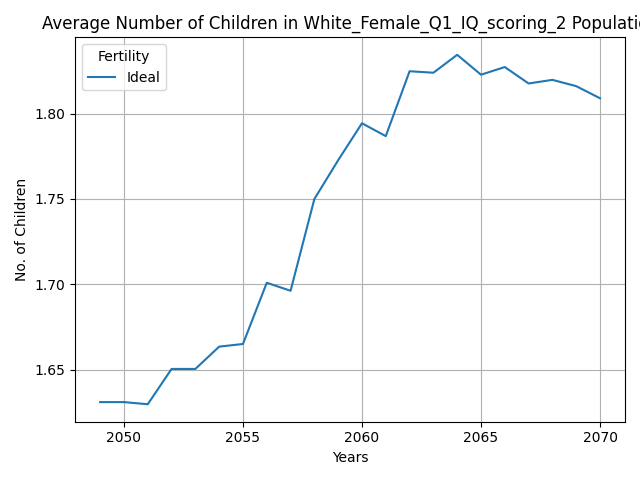 Average Number of Children in White_Female_Q1_IQ_scoring_2 Populatio
Fertility
Ideal
No. of Children
1.80
1.75
1.70
1.65
2050 2055 2060 2065 2070
Years